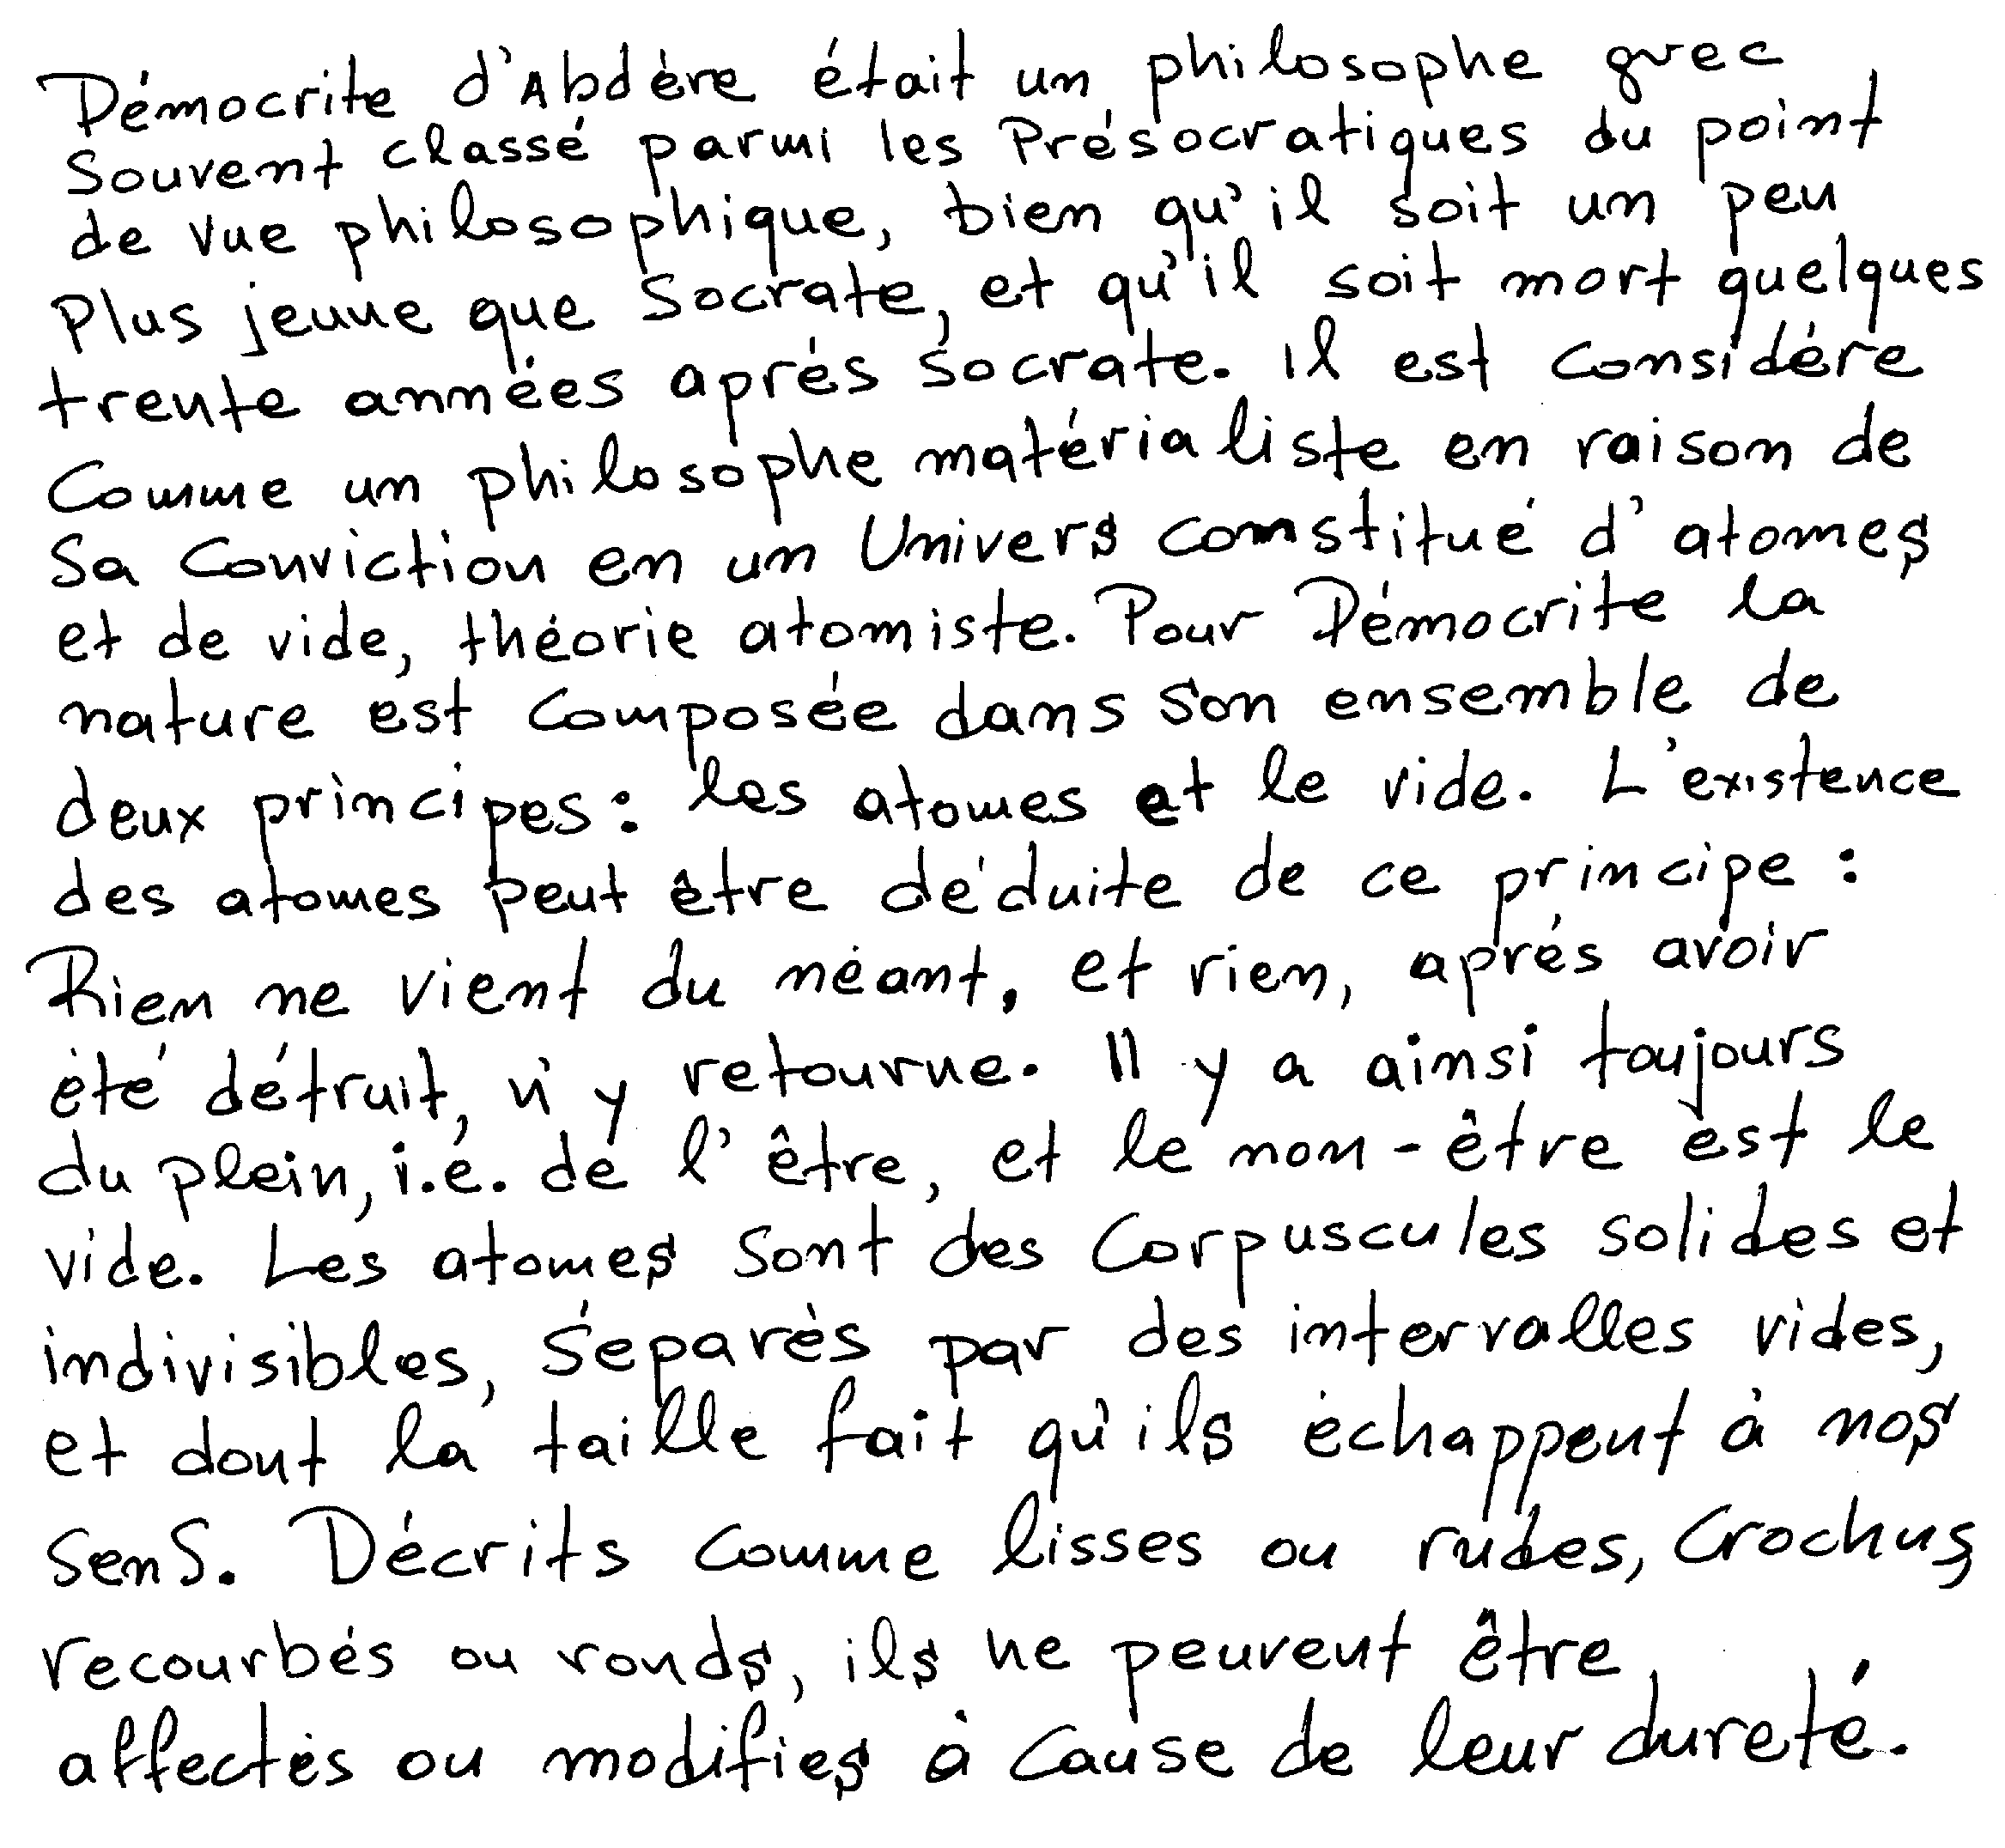 Démocrite d'Abdère était un philosophe grec
souvent classé parmi les Présocratiques du point
de vue philosophique, bien qu'il soit un peu
plus jeune que Socrate, et qu'il soit mort quelques
trente années après Socrate. Il est considéré
comme un philosophe matérialiste en raison de
sa conviction en un Univers constitué d'atomes
et de vide, théorie atomiste. Pour Démocrite la
nature est composée dans son ensemble de
deux principes : les atomes et le vide. L'existence
des atomes peut être déduite de ce principe :
Rien ne vient du néant, et rien, après avoir
été détruit, n'y retourne. Il y a ainsi toujours
du plein, i.e. de l'être, et le non-être est le
vide. Les atomes sont des corpuscules solides et
indivisibles, séparés par des intervalles vides,
et dont la taille fait qu'ils échappent à nos
sens. Décrits comme lisses ou rudes, crochus,
recourbés ou ronds, ils ne peuvent être
affectés ou modifiés à cause de leur dureté.